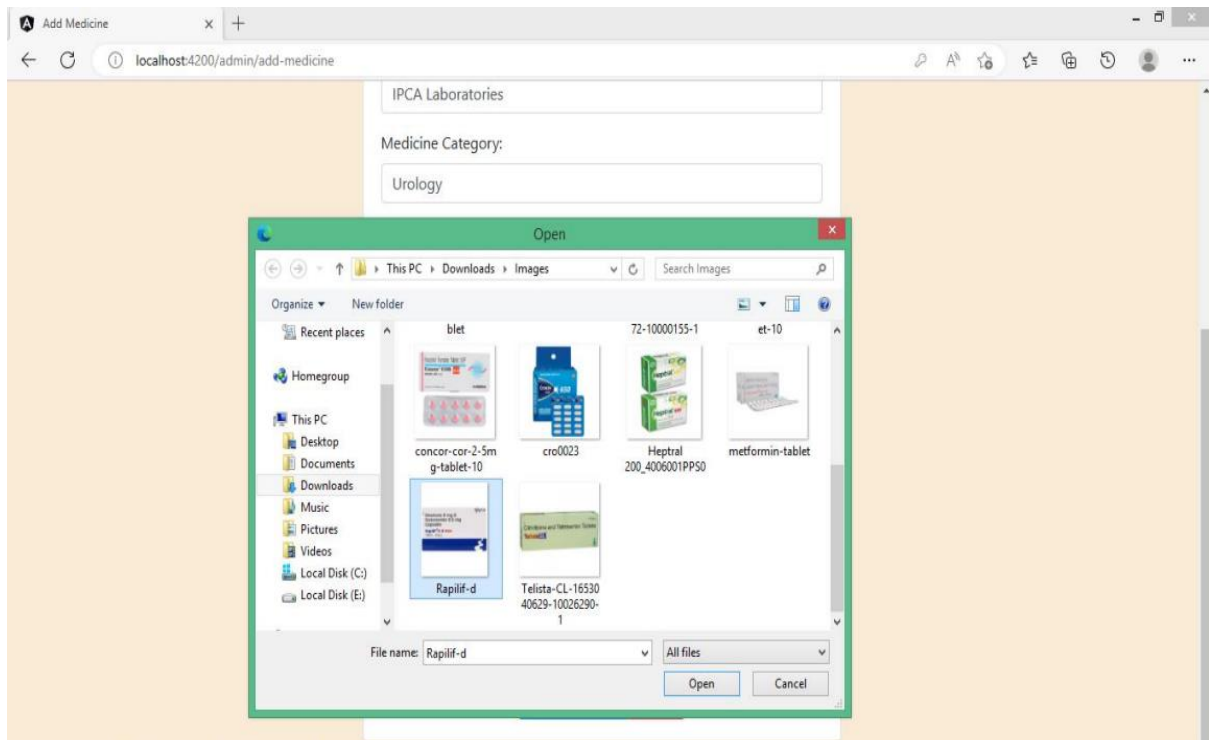 Add Medicine
localhost:4200/admin/add-medicine
IPCA Laboratories
Medicine Category:
Urology
Open
This PC Downloads Images
Search Images
Organize New folder
Recent places
Homegroup
This PC
Desktop
Documents
Downloads
Music
Pictures
Videos
Local Disk (C:)
Local Disk (E:)
blet 72-10000155-1 et-10
concor-cor-2-5m
g-tablet-10
cro0023
Heptral
200_4006001PPS0
metformin-tablet
Rapilif-d
Telista-CL-16530
40629-10026290-
1
File name: Rapilif-d All files
Open Cancel